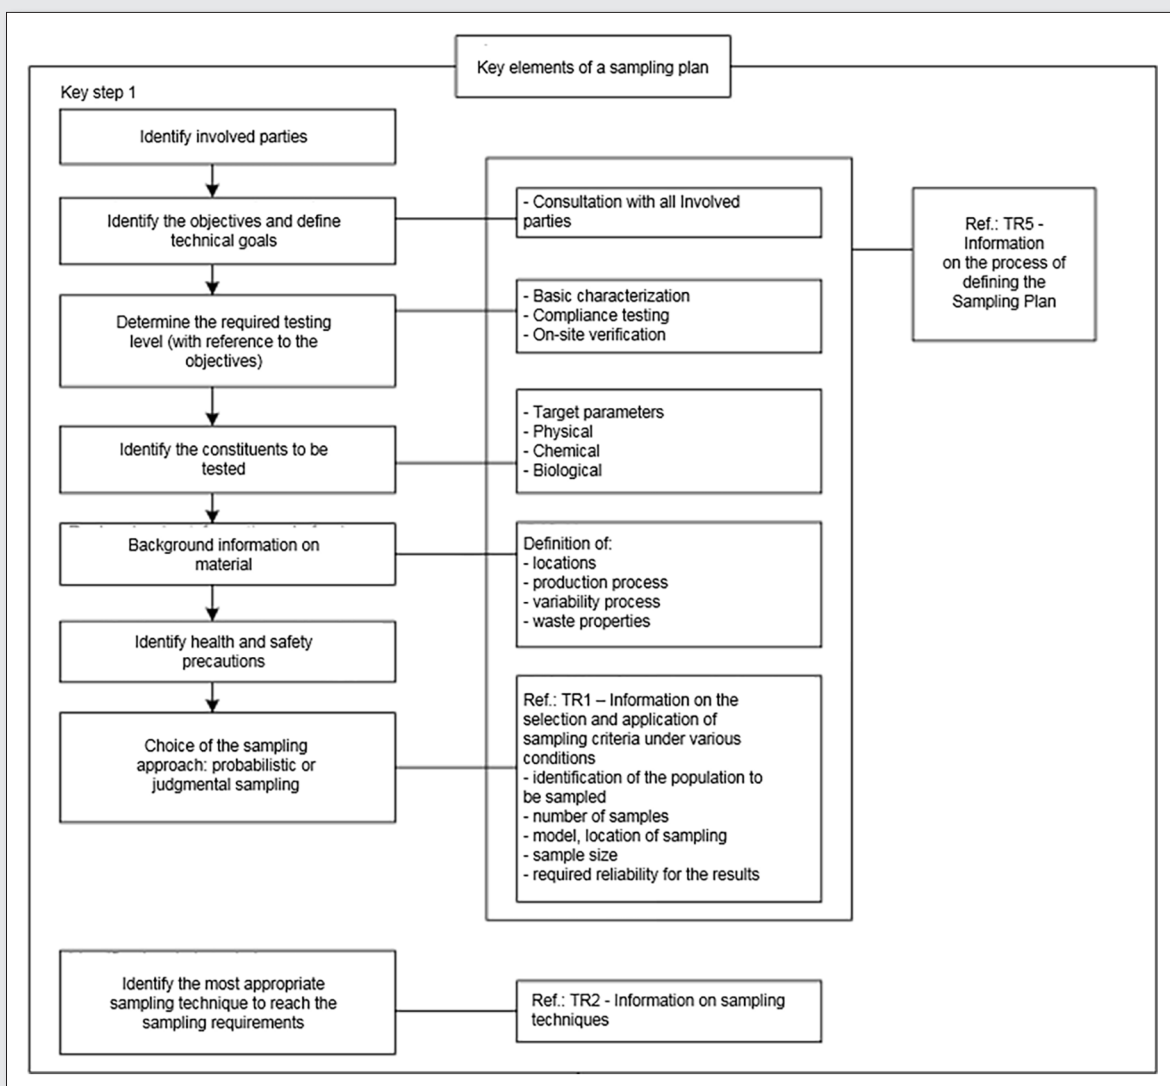 Key elements of a sampling plan
Key step 1
Identify involved parties
Identify the objectives and define
technical goals
- Consultation with all Involved
parties
Ref.: TR5 -
Information
on the process of
defining the
Sampling Plan
Determine the required testing
level (with reference to the
objectives)
- Basic characterization
- Compliance testing
- On-site verification
Identify the constituents to be
tested
- Target parameters
- Physical
- Chemical
- Biological
Background information on
material
Definition of:
- locations
- production process
- variability process
- waste properties
Identify health and safety
precautions
Choice of the sampling
approach: probabilistic or
judgmental sampling
Ref.: TR1 – Information on the
selection and application of
sampling criteria under various
conditions
- identification of the population to
be sampled
- number of samples
- model, location of sampling
- sample size
- required reliability for the results
Identify the most appropriate
sampling technique to reach the
sampling requirements
Ref.: TR2 - Information on sampling
techniques